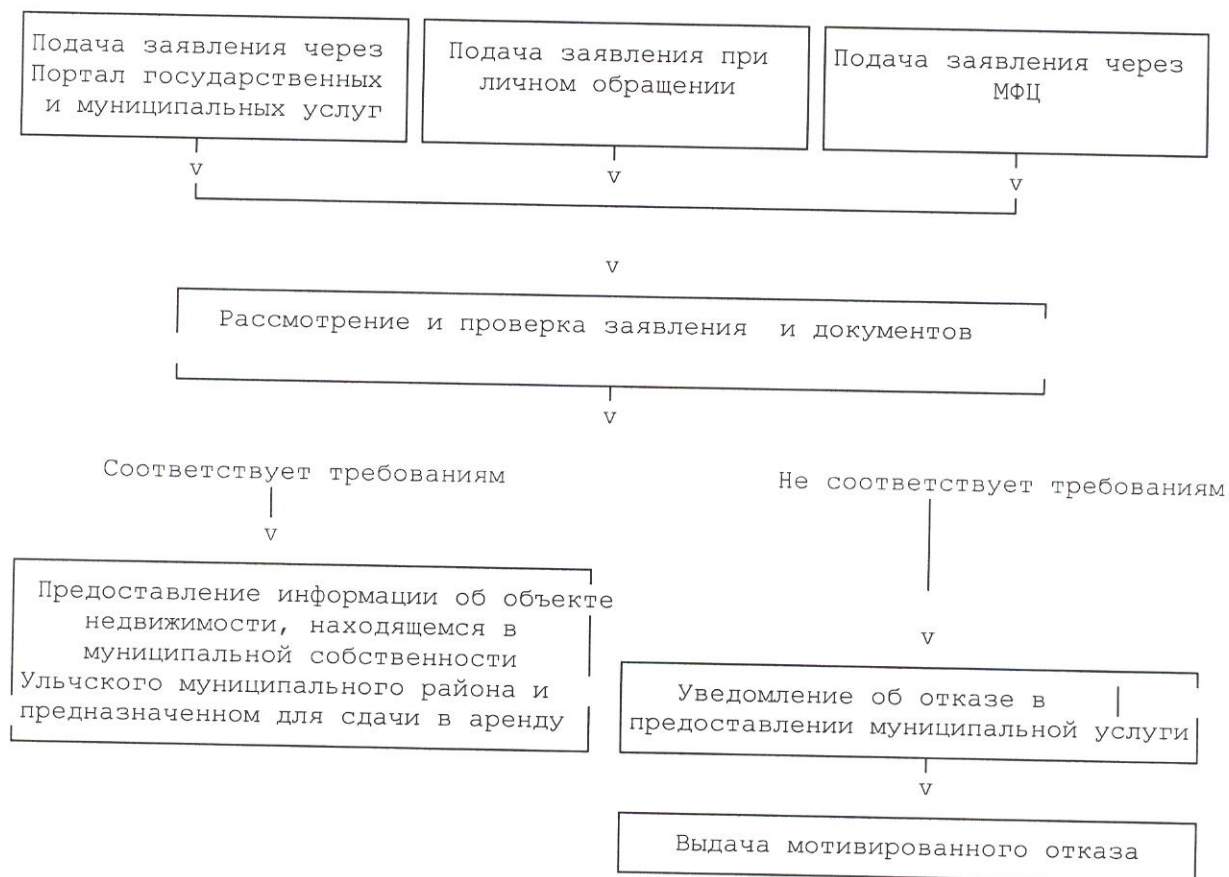 Подача заявления через
Портал государственных
и муниципальных услуг
Подача заявления при
личном обращении
Подача заявления через
МФЦ
v
v
v
v
Рассмотрение и проверка заявления и документов
v
Соответствует требованиям
v
Предоставление информации об объекте
недвижимости, находящемся в
муниципальной собственности
Ульчского муниципального района и
предназначенном для сдачи в аренду
Не соответствует требованиям
v
Уведомление об отказе в
предоставлении муниципальной услуги
v
Выдача мотивированного отказа